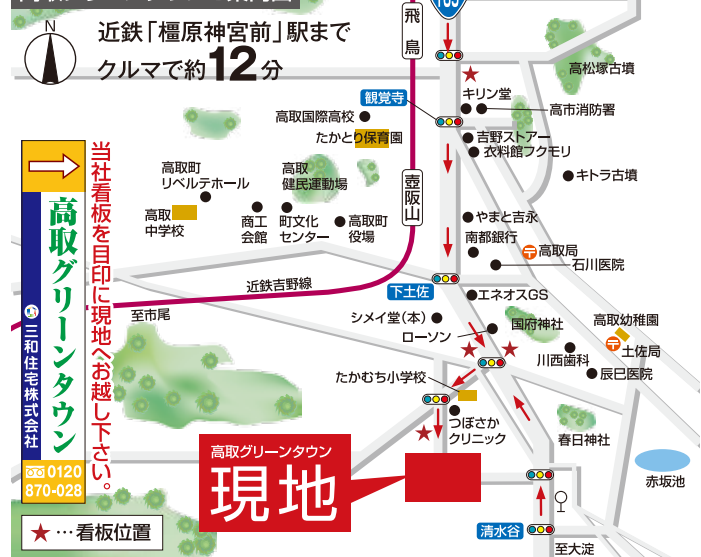 近鉄「橿原神宮前」駅まで
クルマで約12分
N
飛鳥
高松塚古墳
キリン堂
観覚寺
高取国際高校
高市消防署
たかとり保育園
吉野ストアー
衣料館フクモリ
高取町
リベルテホール
高取
健民運動場
キトラ古墳
壺阪山
高取
中学校
商工
会館
町文化
センター
高取町
役場
やまと吉永
南都銀行
高取局
石川医院
近鉄吉野線
下土佐
エネオスGS
至市尾
シメイ堂(本)
ローソン
国府神社
高取幼稚園
土佐局
川西歯科
辰巳医院
たかむち小学校
つぼさか
クリニック
春日神社
赤坂池
高取グリーンタウン
現地
清水谷
至大淀
当社看板を目印に現地へお越し下さい。
高取グリーンタウン
三和住宅株式会社
0120
870-028
★…看板位置